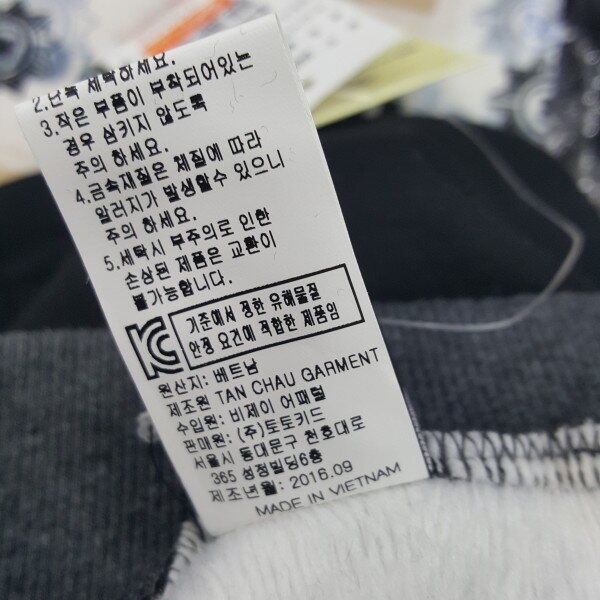 2.단독 세탁하세요.
3.작은 부품이 부착되어있는
경우 삼키지 않도록
주의 하세요.
4.금속재질은 체질에 따라
알러지가 발생할수 있으니
주의 하세요.
5.세탁시 부주의로 인한
손상된 제품은 교환이
불가능합니다.
기준에서 정한 유해물질
안정 요건에 적합한 제품임
원산지: 베트남
제조원 TAN CHAU GARMENT
수입원: 비제이 어패럴
판매원: (주)토토키드
서울시 동대문구 천호대로
365 성정빌딩6층
제조년월: 2016.09
MADE IN VIETNAM